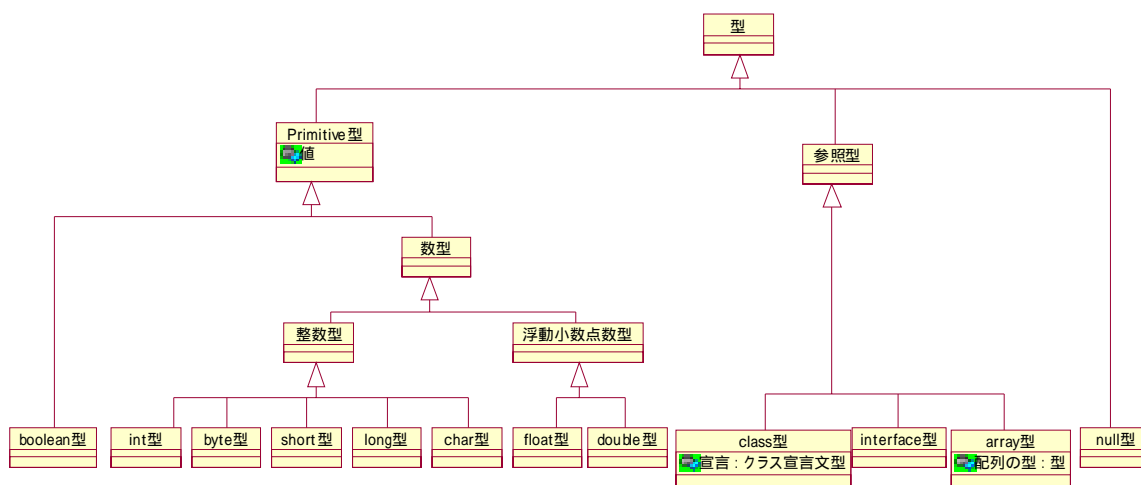 型
Primitive型
値
参照型
数型
整数型
浮動小数点数型
boolean型
int型
byte型
short型
long型
char型
float型
double型
class型
宣言 : クラス宣言文型
interface型
array型
配列の型 : 型
null型